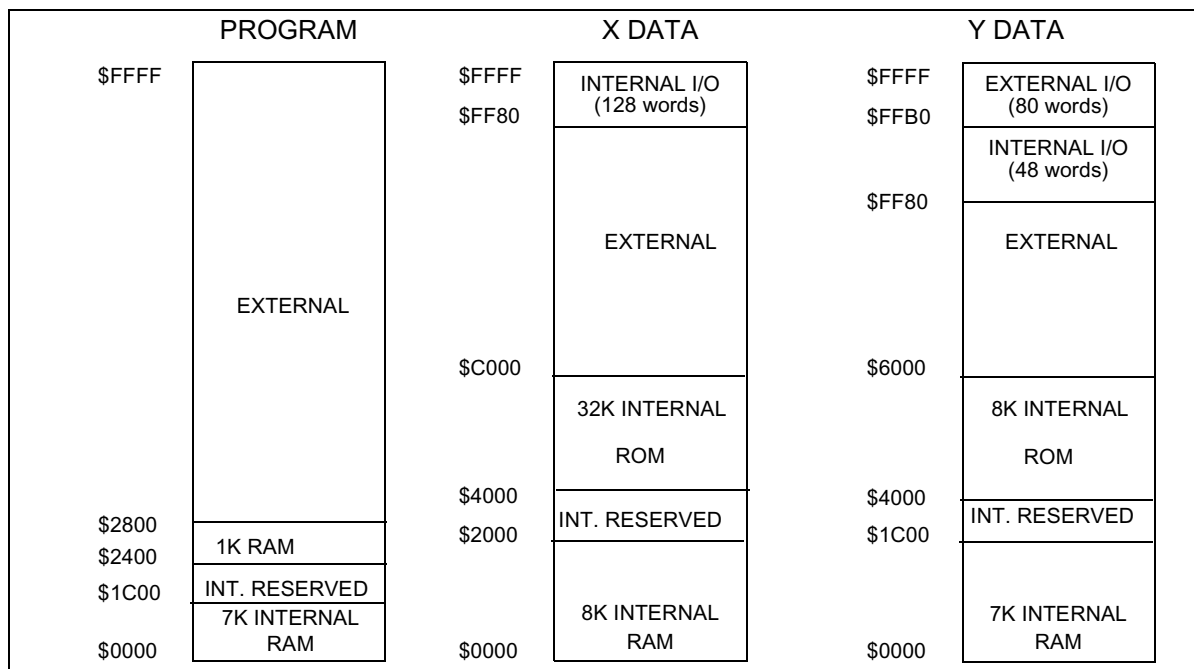 PROGRAM
$FFFF
EXTERNAL
$2800
1K RAM
$2400
INT. RESERVED
$1C00
7K INTERNAL
RAM
$0000
X DATA
$FFFF
INTERNAL I/O
(128 words)
$FF80
EXTERNAL
$C000
32K INTERNAL
ROM
$4000
INT. RESERVED
$2000
8K INTERNAL
RAM
$0000
Y DATA
$FFFF
EXTERNAL I/O
(80 words)
$FFB0
INTERNAL I/O
(48 words)
$FF80
EXTERNAL
$6000
8K INTERNAL
ROM
$4000
INT. RESERVED
$1C00
7K INTERNAL
RAM
$0000